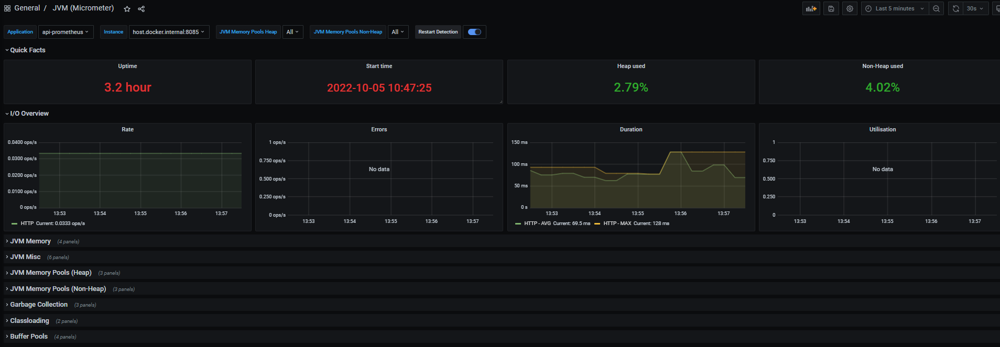 General / JVM (Micrometer)
Last 5 minutes 30s
Application api-prometheus Instance host.docker.internal:8085 JVM Memory Pools Heap All JVM Memory Pools Non-Heap All Restart Detection
Quick Facts
Uptime
3.2 hour
Start time
2022-10-05 10:47:25
Heap used
2.79%
Non-Heap used
4.02%
I/O Overview
Rate
0.0400 ops/s
0.0300 ops/s
0.0200 ops/s
0.0100 ops/s
0 ops/s
13:53 13:54 13:55 13:56 13:57
HTTP Current: 0.0333 ops/s
Errors
1 ops/s
0.750 ops/s
No data
0.500 ops/s
0.250 ops/s
0 ops/s
13:53 13:54 13:55 13:56 13:57
Duration
150 ms
100 ms
50 ms
0 s
13:53 13:54 13:55 13:56 13:57
HTTP - AVG Current: 69.5 ms HTTP - MAX Current: 128 ms
Utilisation
1
0.750
No data
0.500
0.250
0
13:53 13:54 13:55 13:56 13:57
JVM Memory (4 panels)
JVM Misc (6 panels)
JVM Memory Pools (Heap) (3 panels)
JVM Memory Pools (Non-Heap) (3 panels)
Garbage Collection (3 panels)
Classloading (2 panels)
Buffer Pools (4 panels)